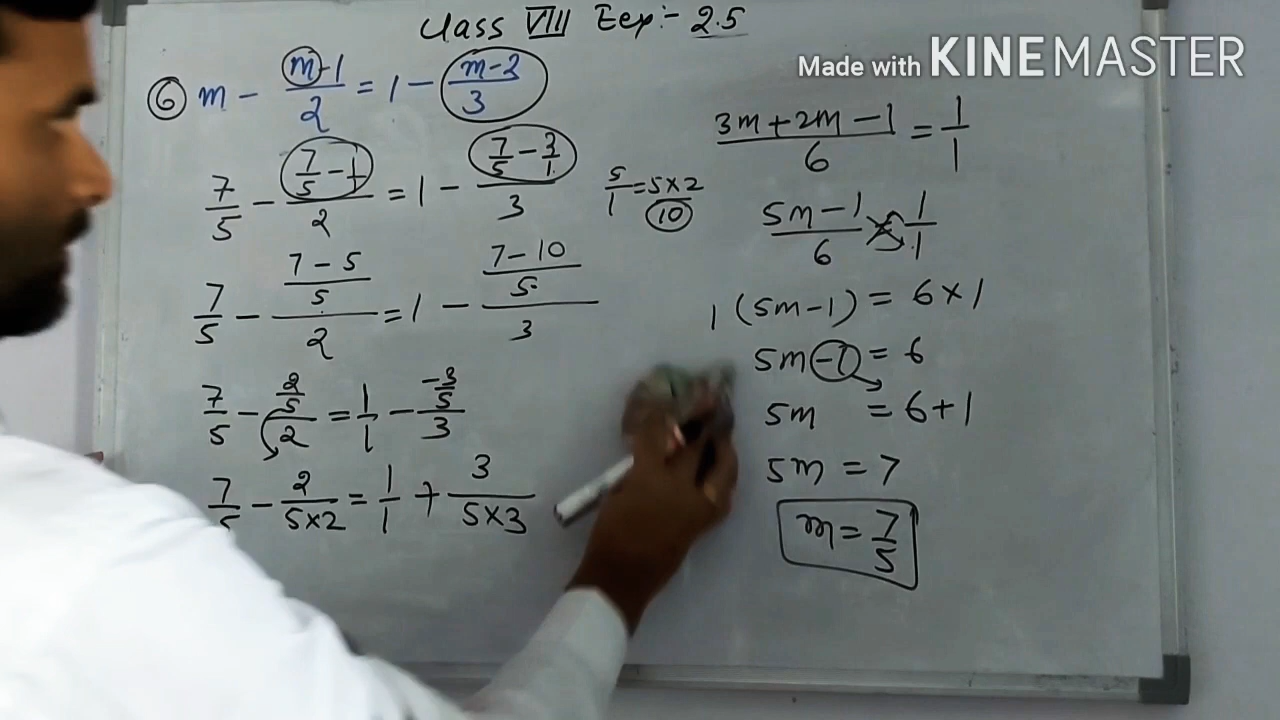 Class VIII Eep:- 2.5
Made with KINEMASTER
⑥ m - (m-1)/2 = 1 - (m-3)/3
7/5 - (7/5 - 1)/2 = 1 - (7/5 - 3/1)/3
5/1 = 5×2
10
7/5 - ((7-5)/5)/2 = 1 - ((7-10)/5)/3
7/5 - (2/5)/2 = 1/1 - (-3/5)/3
7/5 - 2/(5×2) = 1/1 + 3/(5×3)
(3m+2m-1)/6 = 1/1
(5m-1)/6 1/1
1 (5m-1) = 6×1
5m-1 = 6
5m = 6+1
5m = 7
m = 7/5